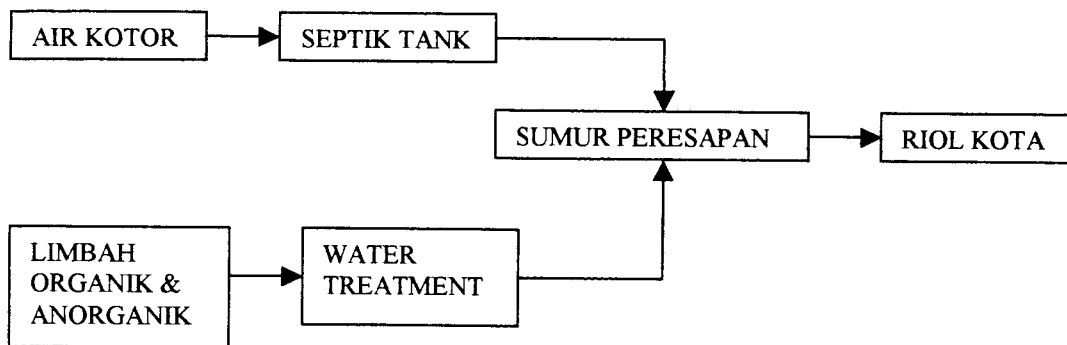 AIR KOTOR
SEPTIK TANK
SUMUR PERESAPAN
RIOL KOTA
LIMBAH
ORGANIK &
ANORGANIK
WATER
TREATMENT